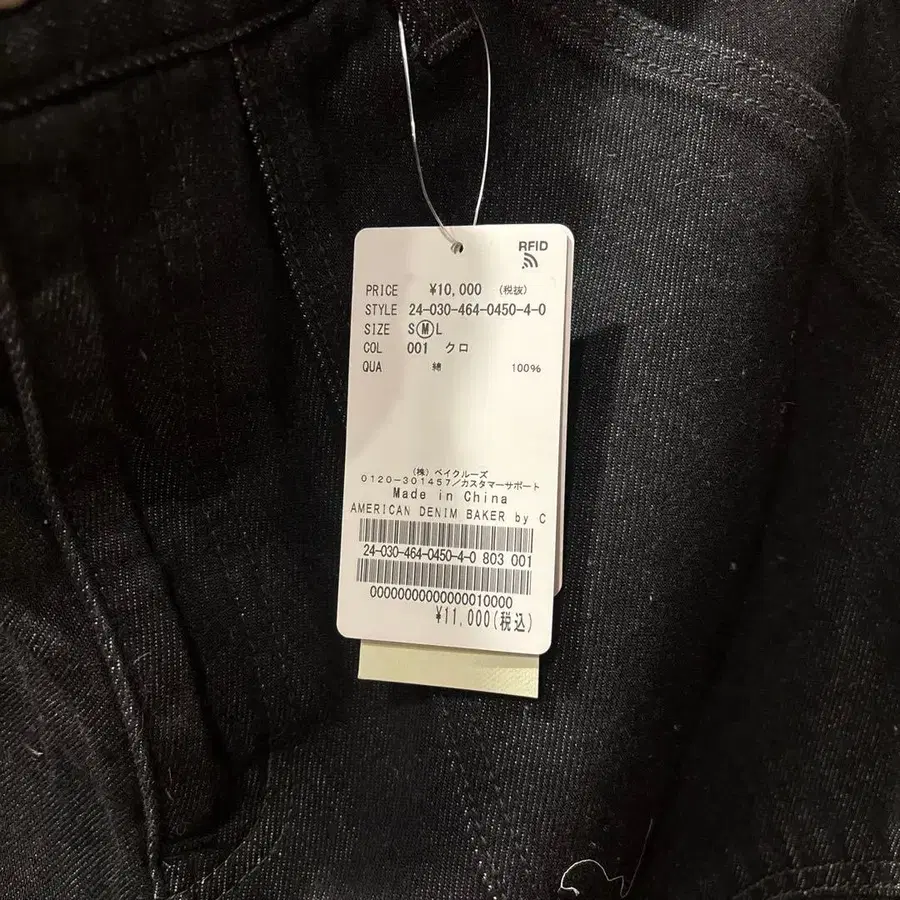 RFID
PRICE ¥10,000 (税抜)
STYLE 24-030-464-0450-4-0
SIZE S Ⓜ L
COL 001 クロ
QUA 綿 100%
(株) ベイクルーズ
0120-301457/カスタマーサポート
Made in China
AMERICAN DENIM BAKER by C
24-030-464-0450-4-0 803 001
00000000000000010000
¥11,000(税込)